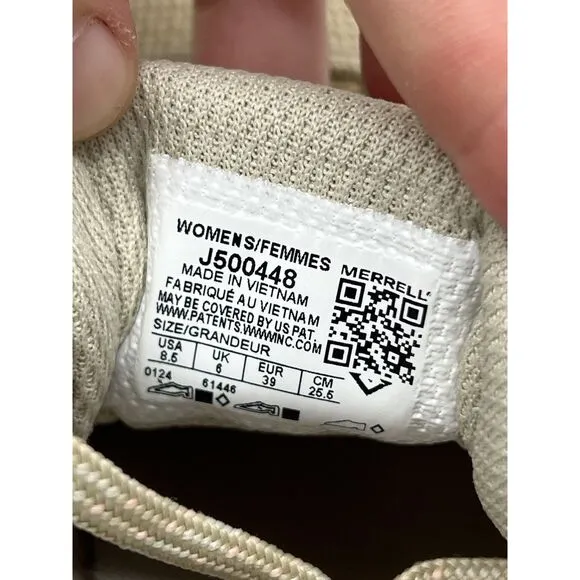 WOMENS/FEMMES
J500448
MERRELL
MADE IN VIETNAM
FABRIQUÉ AU VIETNAM
MAY BE COVERED BY US PAT.
WWW.PATENTS.WWWINC.COM
SIZE/GRANDEUR
USA UK EUR CM
8.5 6 39 25.5
0124 61446